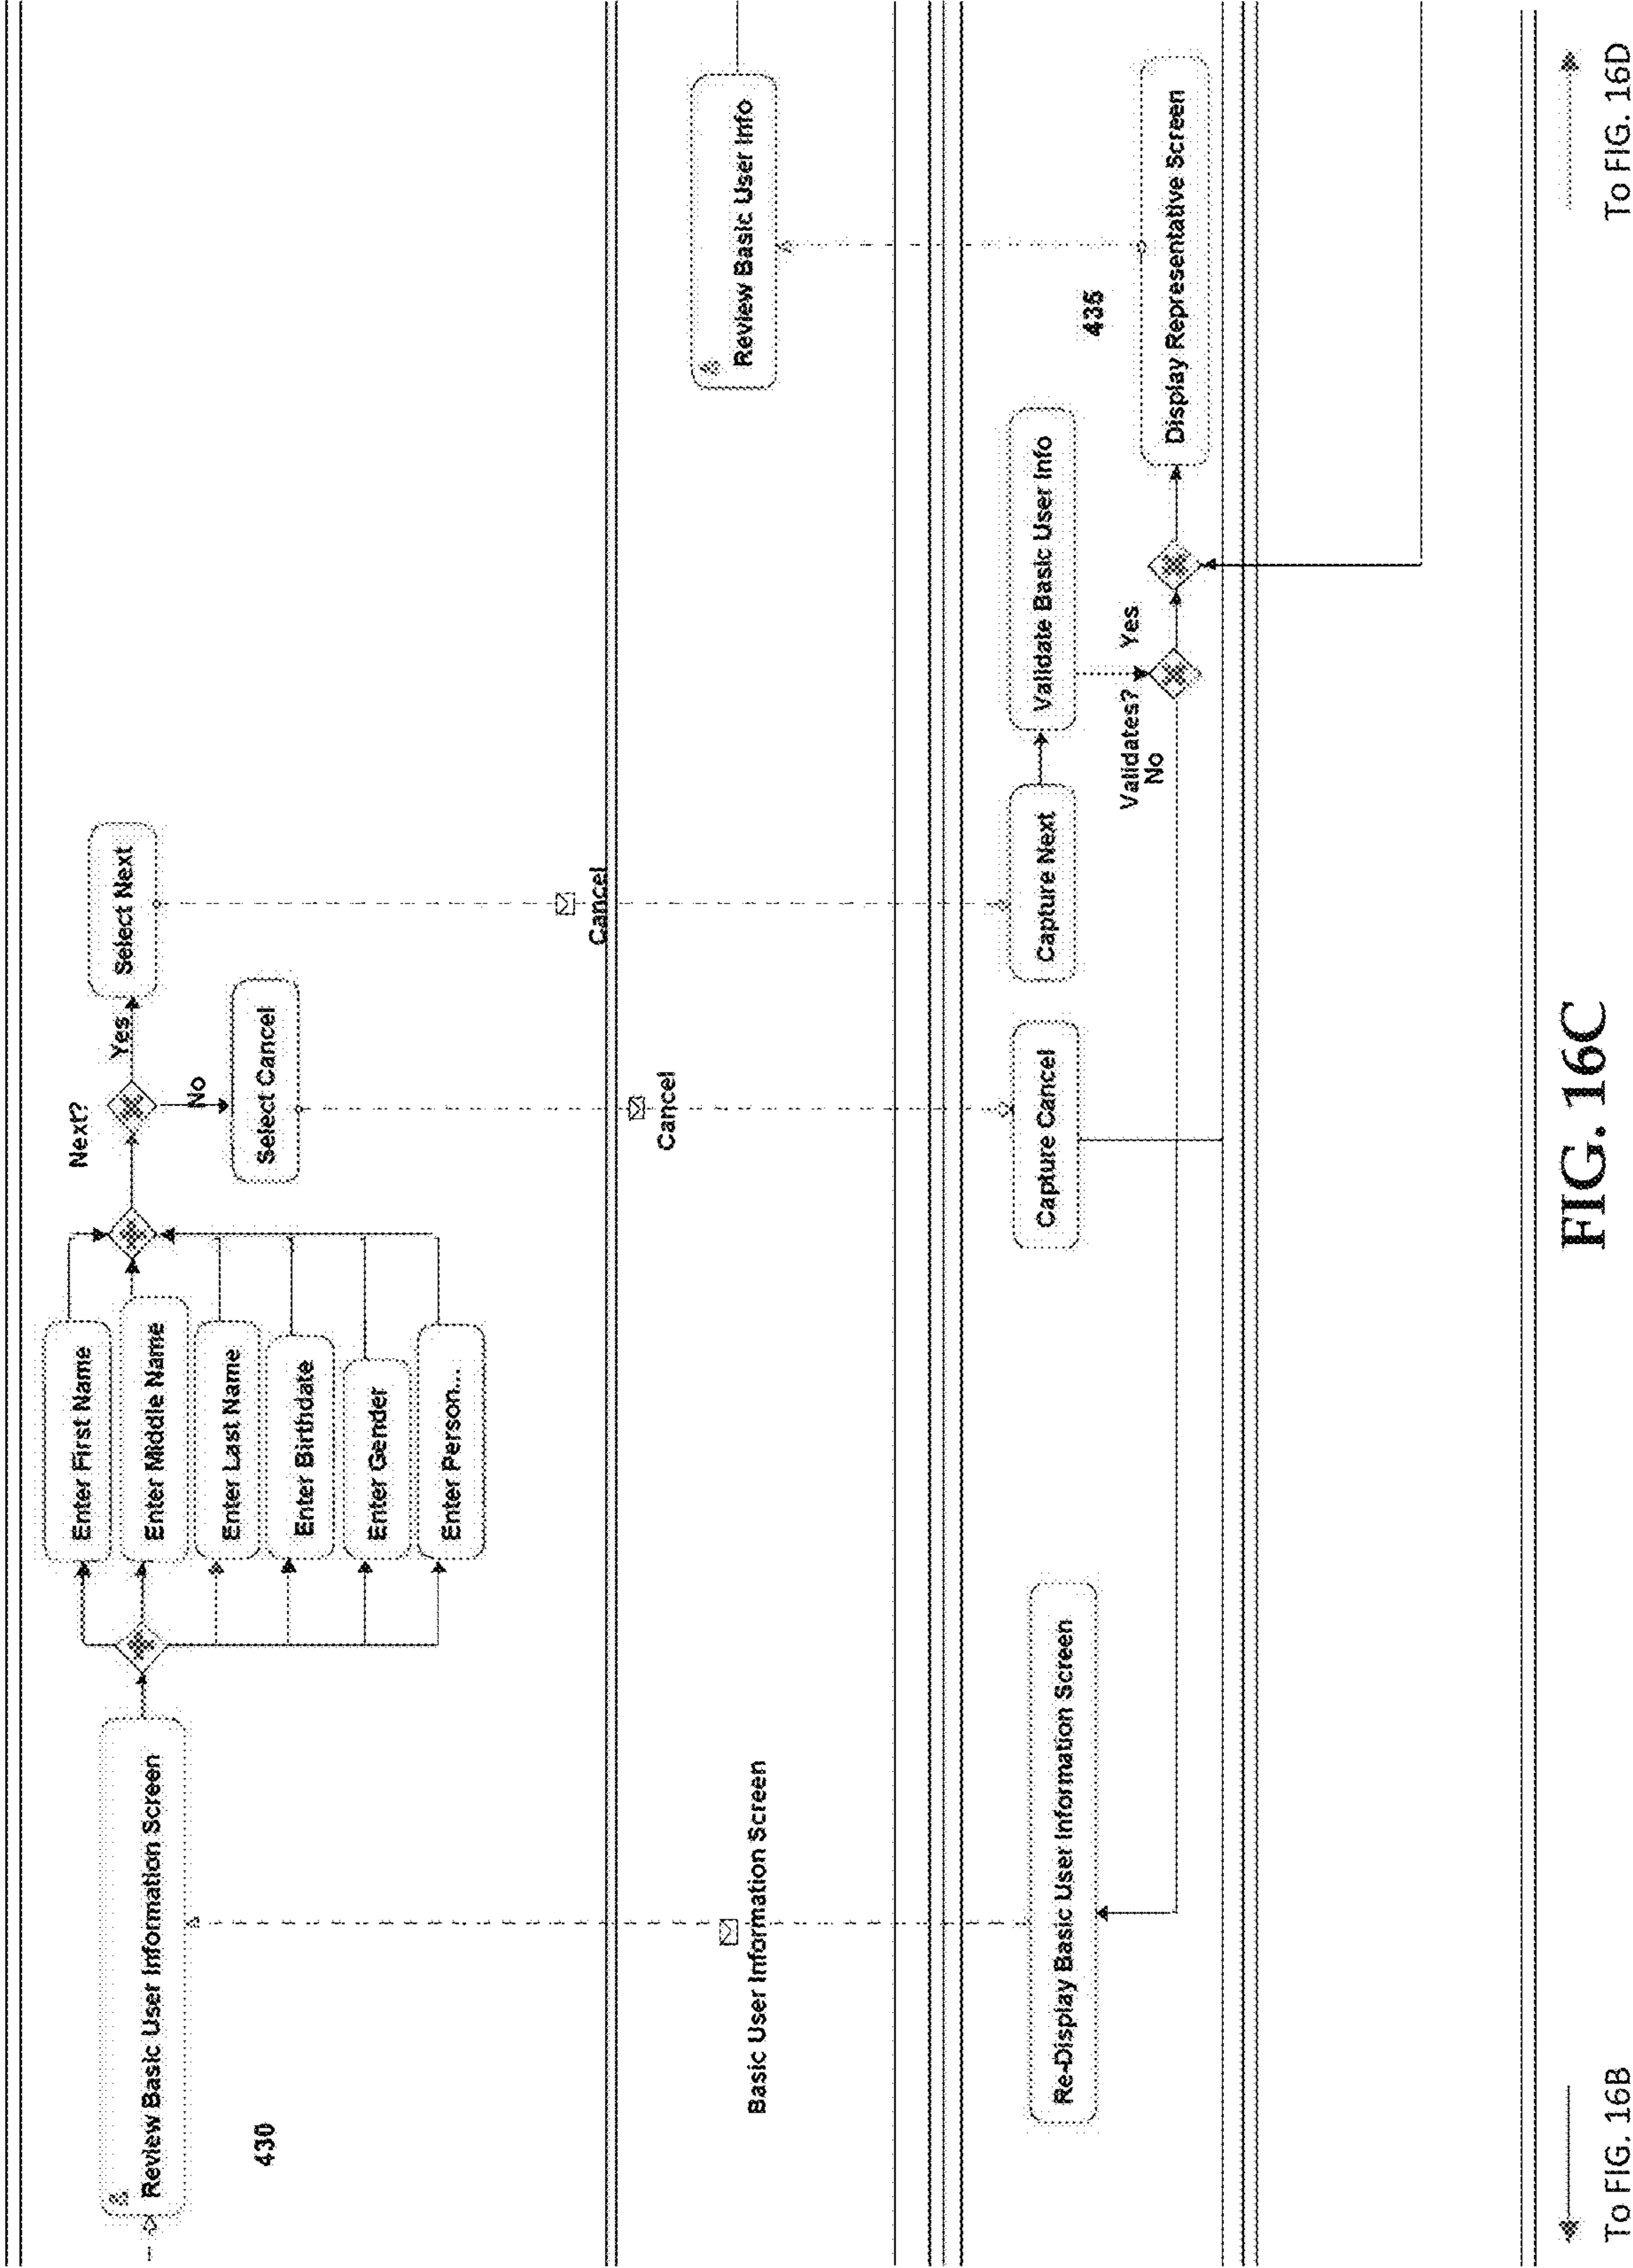 Review Basic User Information Screen
430
Enter First Name
Enter Middle Name
Enter Last Name
Enter Birthdate
Enter Gender
Enter Person...
Next?
Yes
No
Select Next
Select Cancel
Basic User Information Screen
Cancel
Cancel
Review Basic User Info
Re-Display Basic User Information Screen
Capture Cancel
Capture Next
Validate Basic User Info
Validates?
No
Yes
435
Display Representative Screen
To FIG. 16B
FIG. 16C
To FIG. 16D